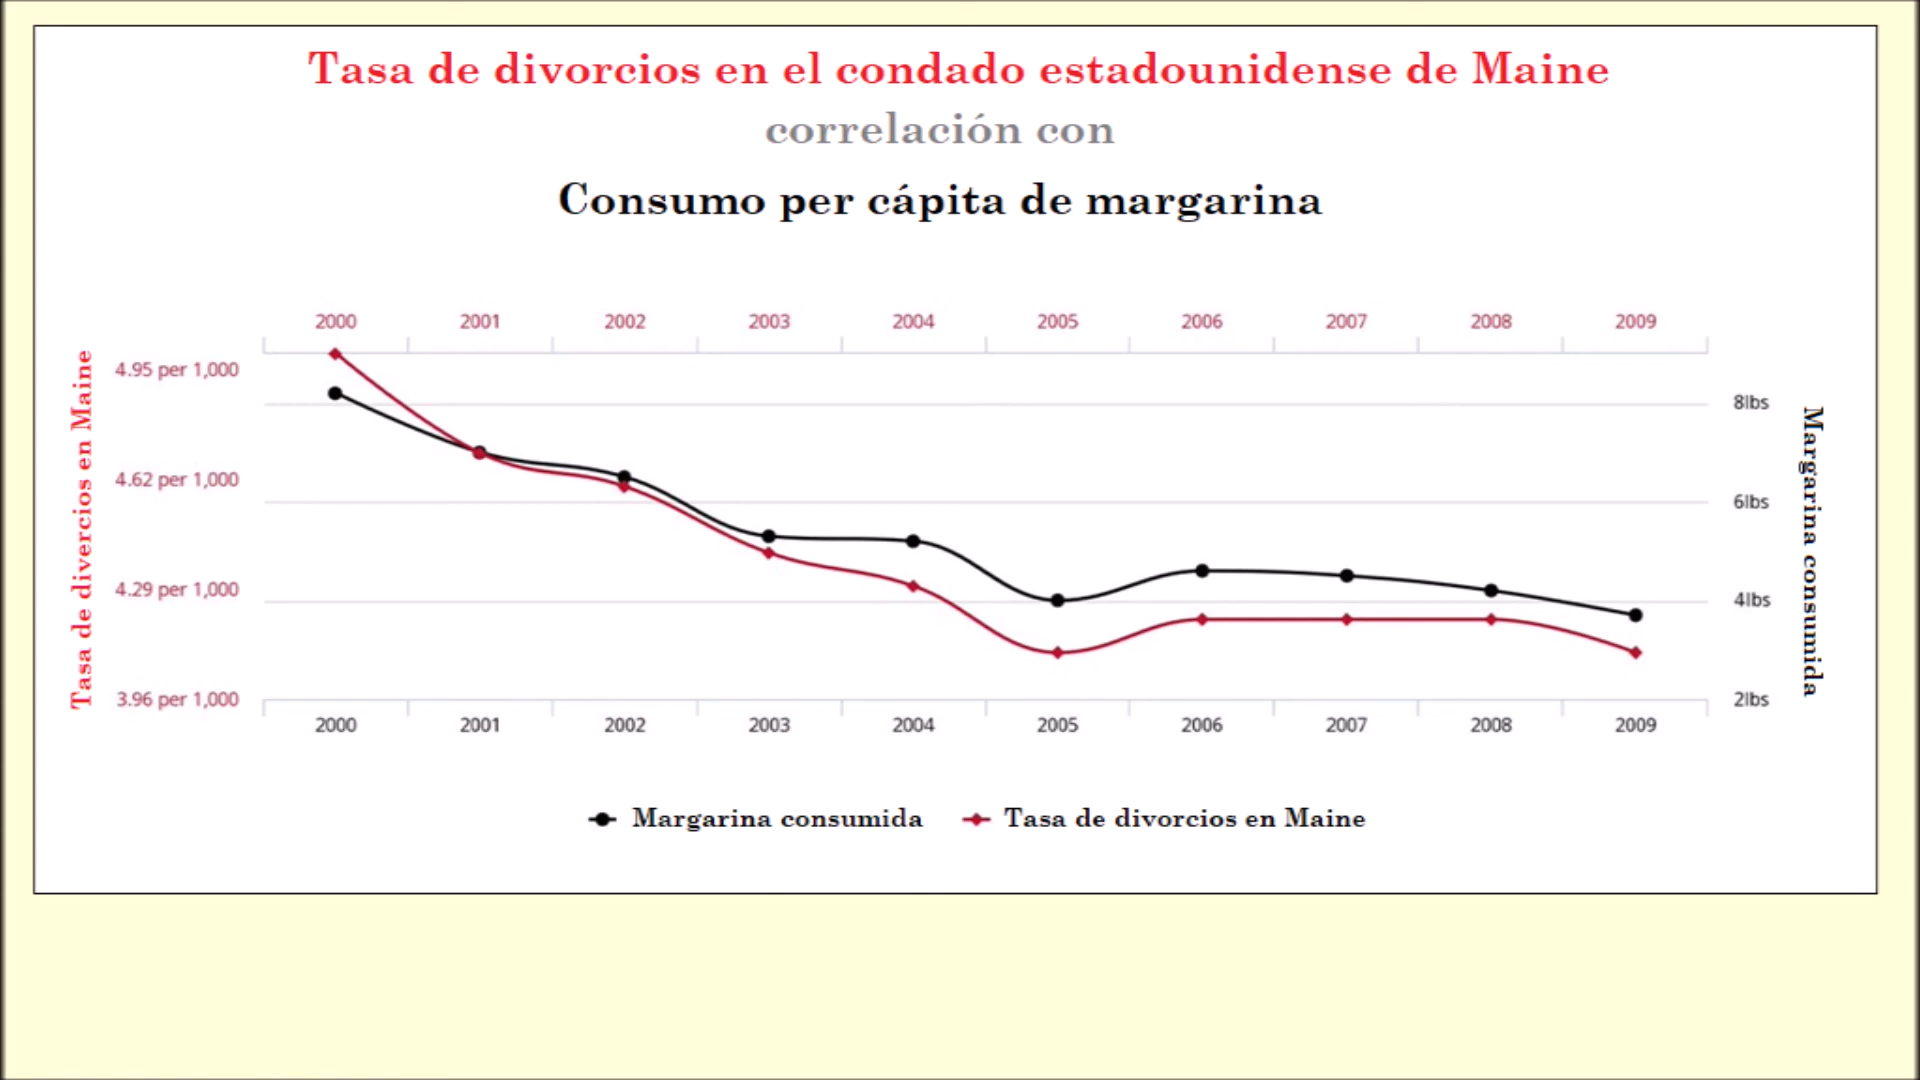 Tasa de divorcios en el condado estadounidense de Maine
correlación con
Consumo per cápita de margarina
2000 2001 2002 2003 2004 2005 2006 2007 2008 2009
Tasa de divercios en Maine
4.95 per 1,000
4.62 per 1,000
4.29 per 1,000
3.96 per 1,000
8lbs
6lbs
4lbs
2lbs
Margarina consumida
2000 2001 2002 2003 2004 2005 2006 2007 2008 2009
Margarina consumida Tasa de divorcios en Maine